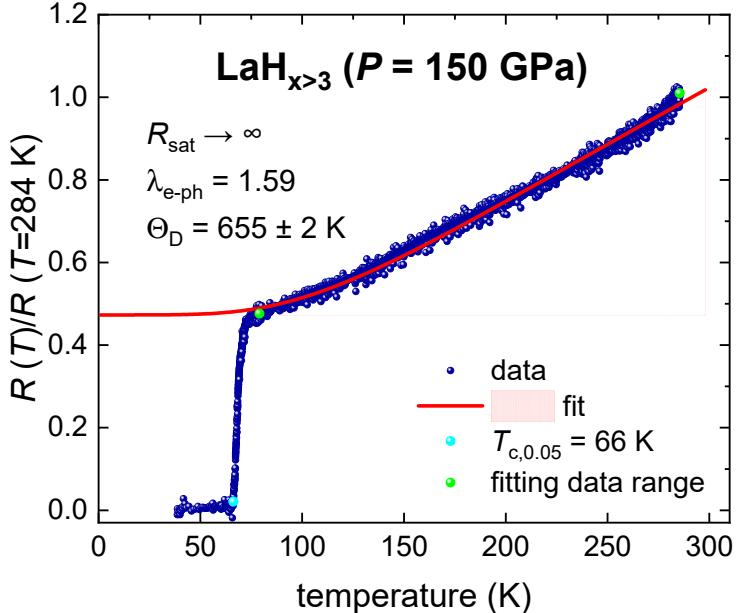 LaHx>3 (P = 150 GPa)
Rsat → ∞
λe-ph = 1.59
ΘD = 655 ± 2 K
R (T)/R (T=284 K)
1.2
1.0
0.8
0.6
0.4
0.2
0.0
data
fit
Tc,0.05 = 66 K
fitting data range
0 50 100 150 200 250 300
temperature (K)